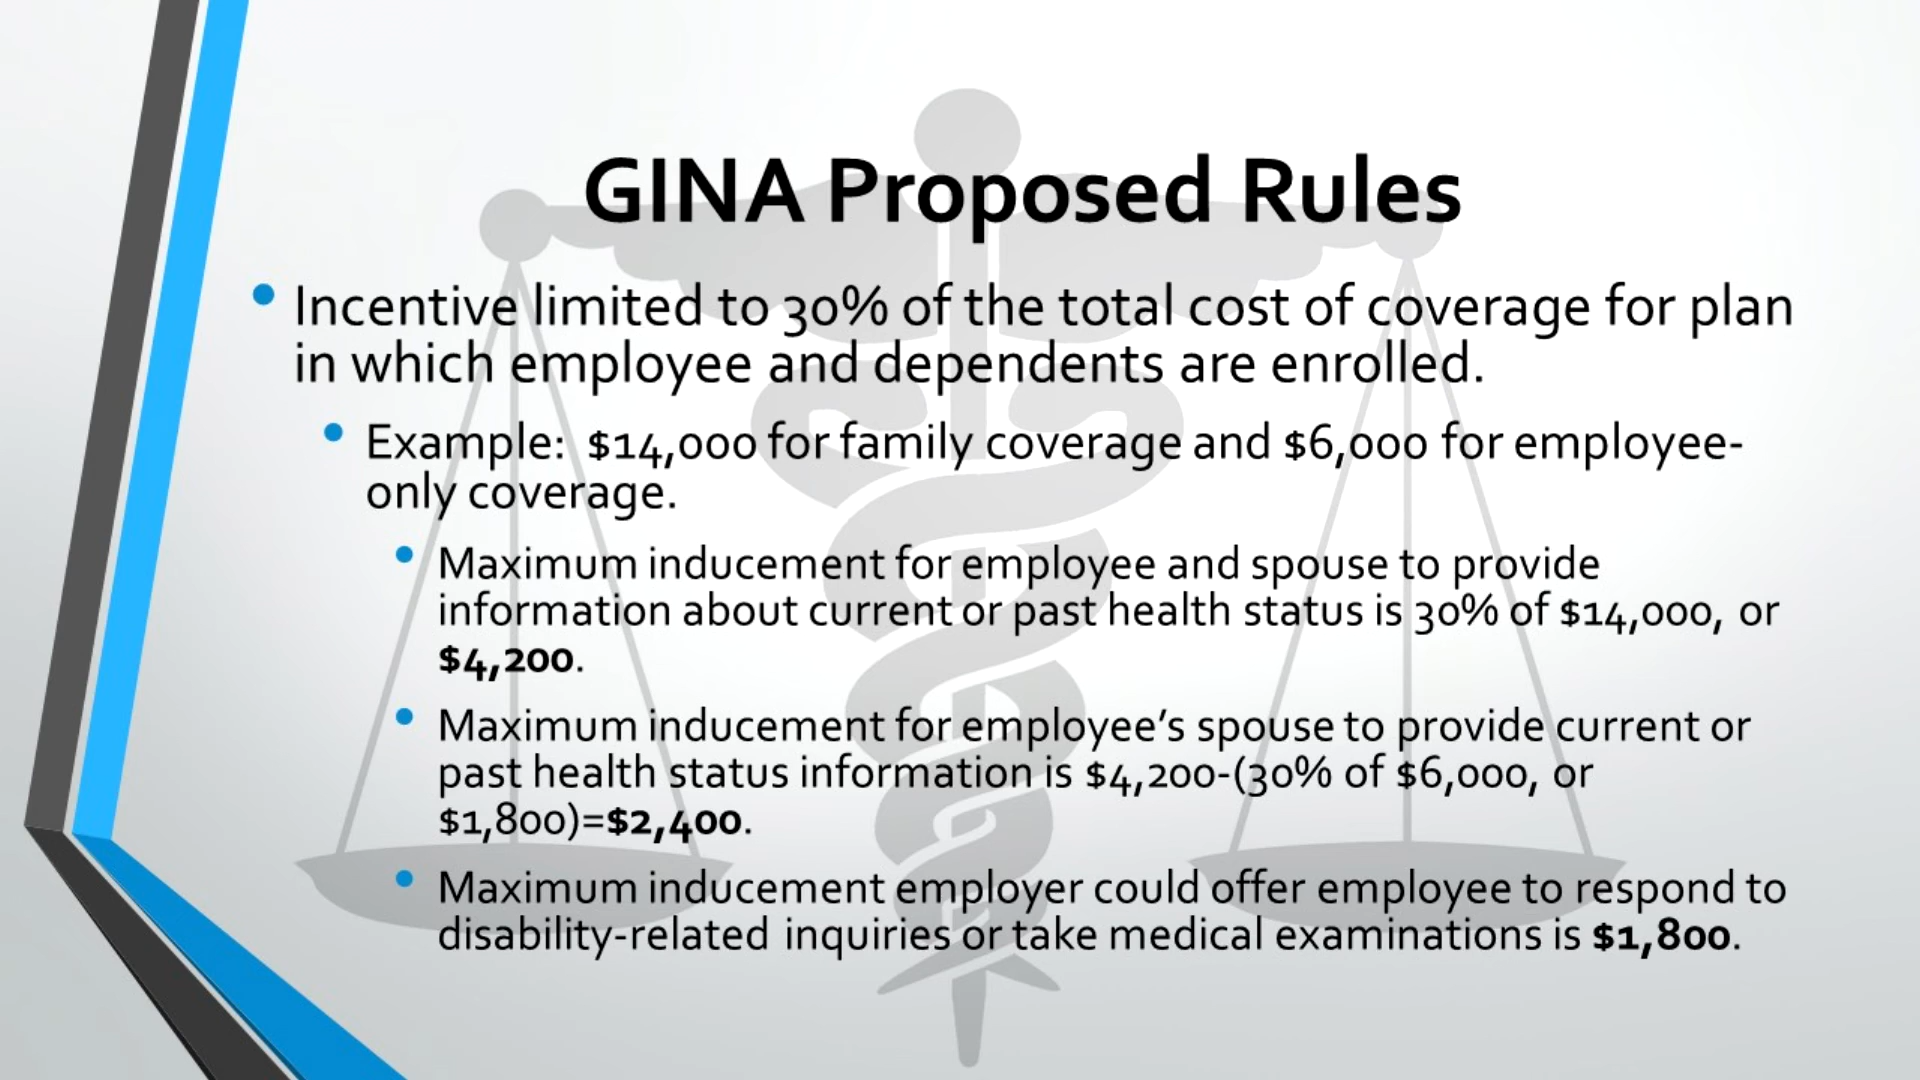 GINA Proposed Rules
• Incentive limited to 30% of the total cost of coverage for plan
in which employee and dependents are enrolled.
• Example: $14,000 for family coverage and $6,000 for employee-
only coverage.
• Maximum inducement for employee and spouse to provide
information about current or past health status is 30% of $14,000, or
$4,200.
• Maximum inducement for employee’s spouse to provide current or
past health status information is $4,200-(30% of $6,000, or
$1,800)=$2,400.
• Maximum inducement employer could offer employee to respond to
disability-related inquiries or take medical examinations is $1,800.